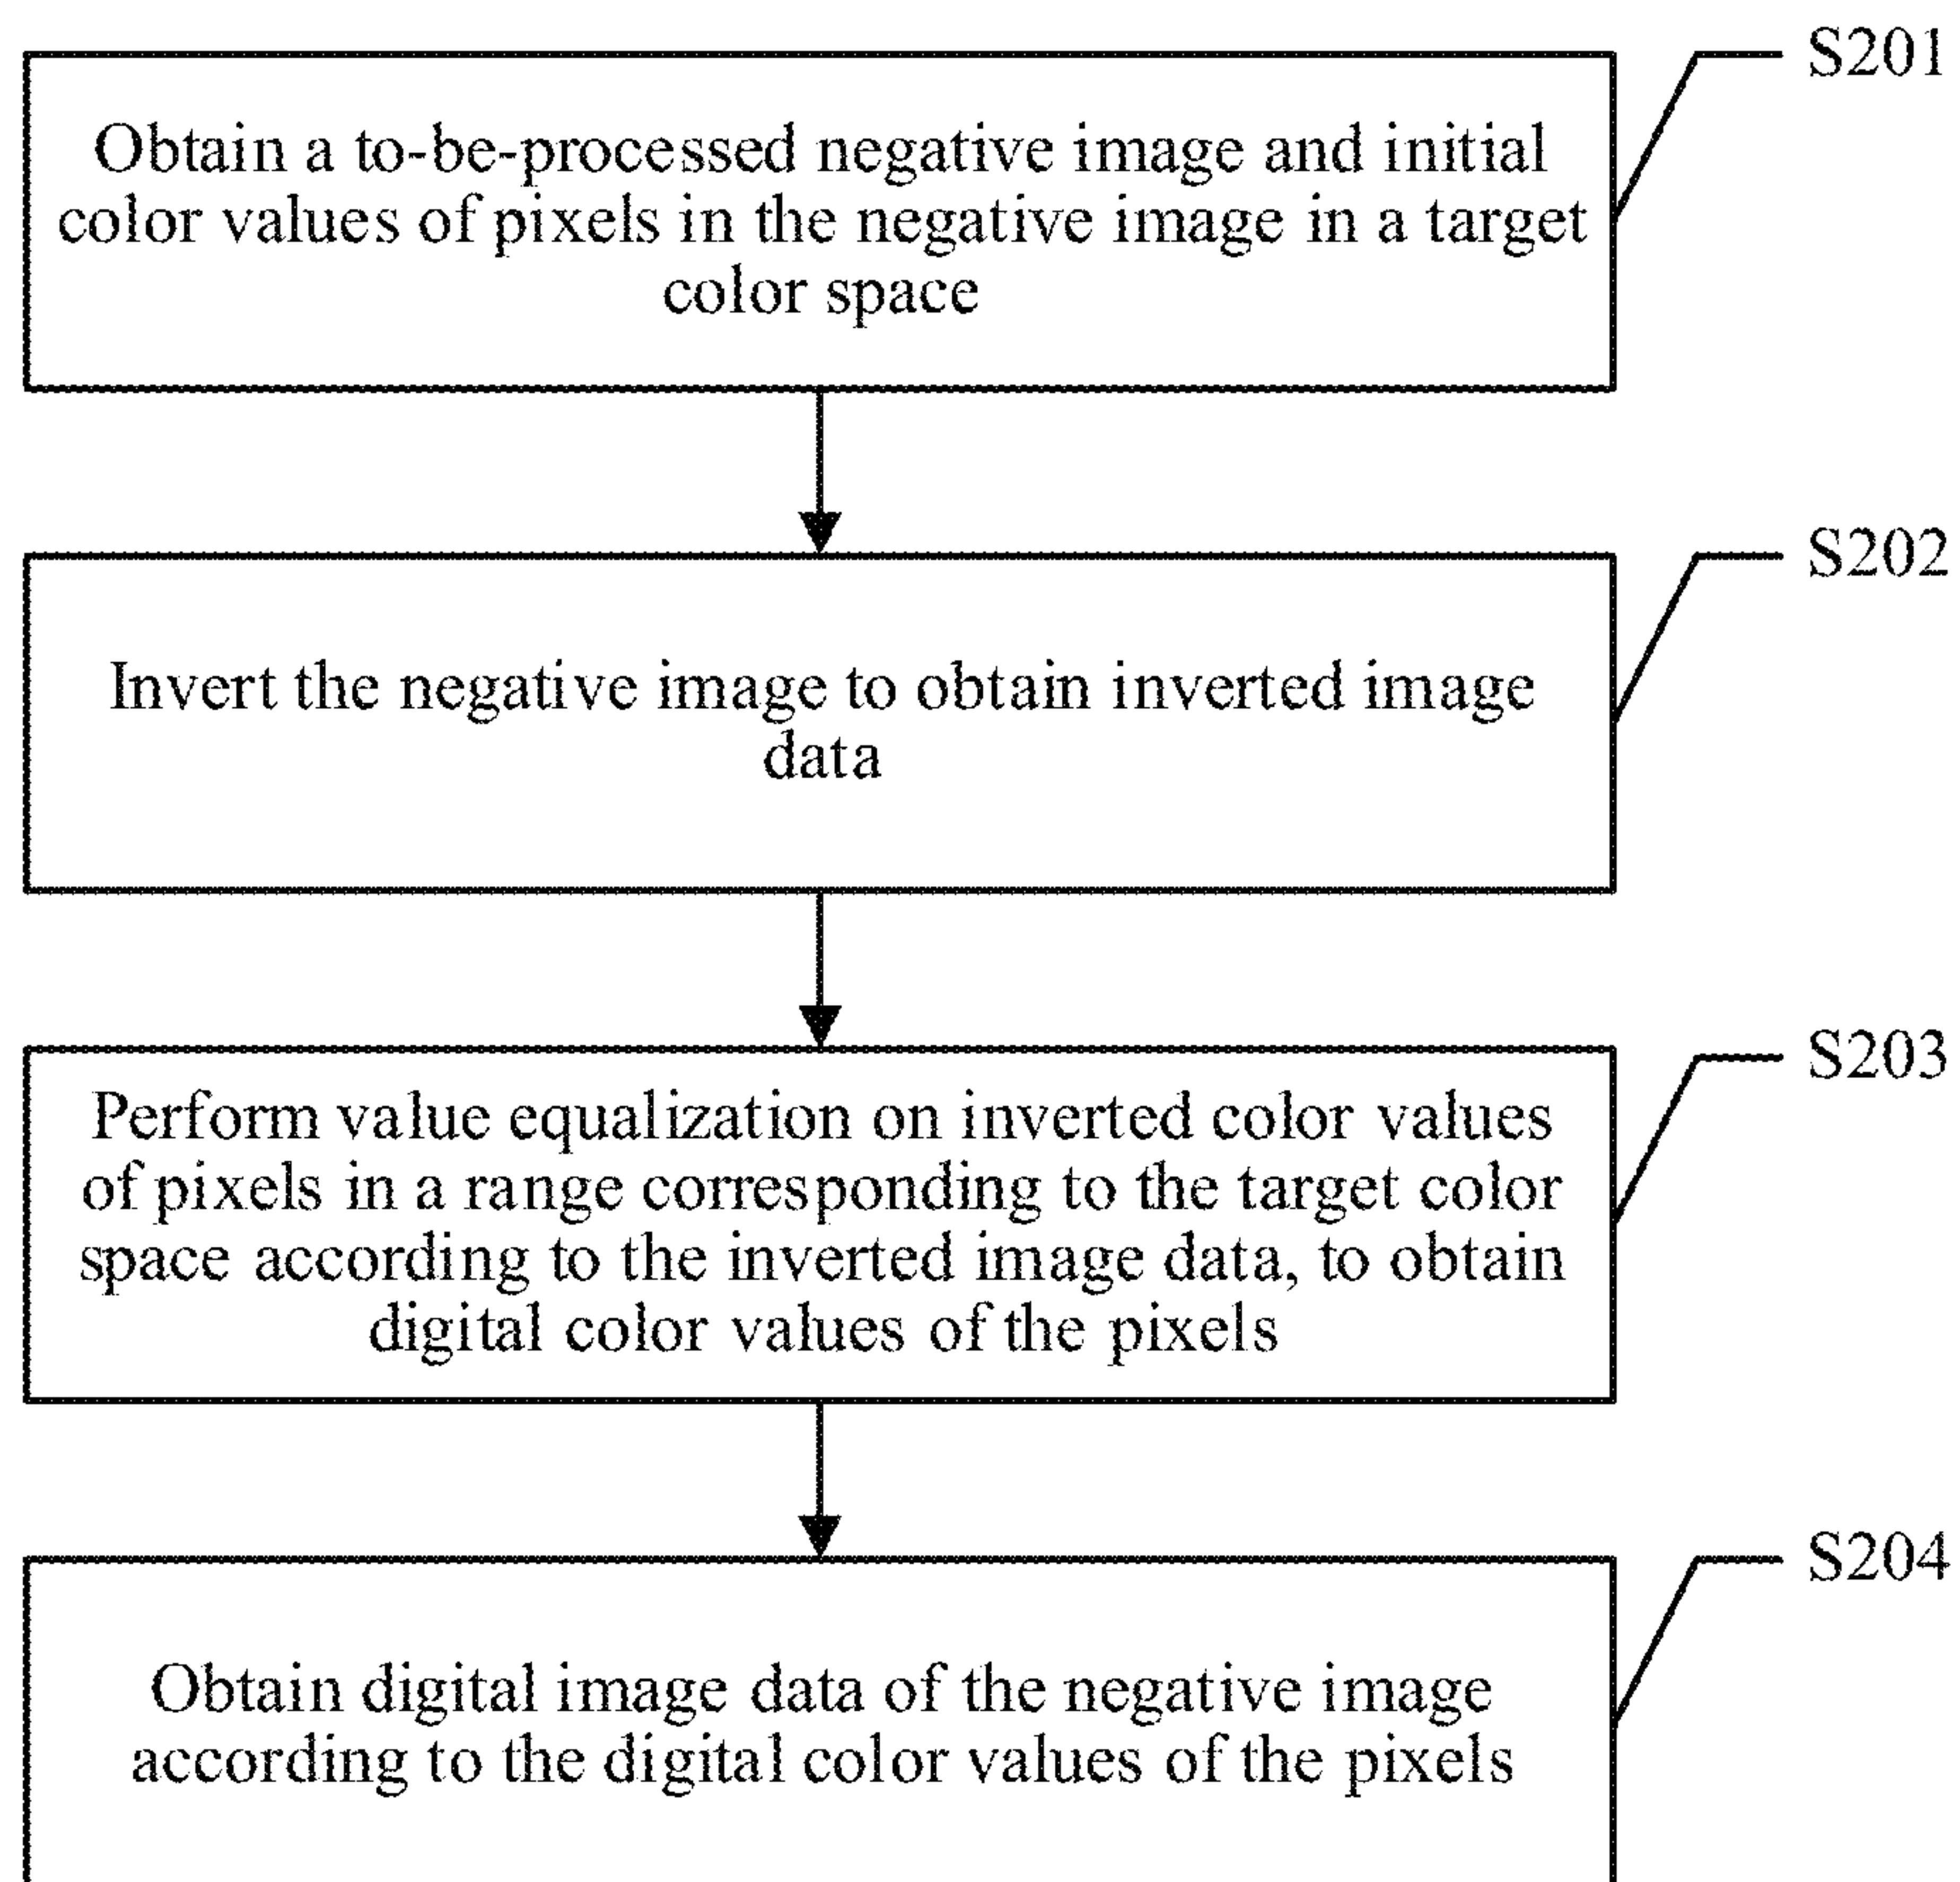 S201
Obtain a to-be-processed negative image and initial
color values of pixels in the negative image in a target
color space
S202
Invert the negative image to obtain inverted image
data
S203
Perform value equalization on inverted color values
of pixels in a range corresponding to the target color
space according to the inverted image data, to obtain
digital color values of the pixels
S204
Obtain digital image data of the negative image
according to the digital color values of the pixels